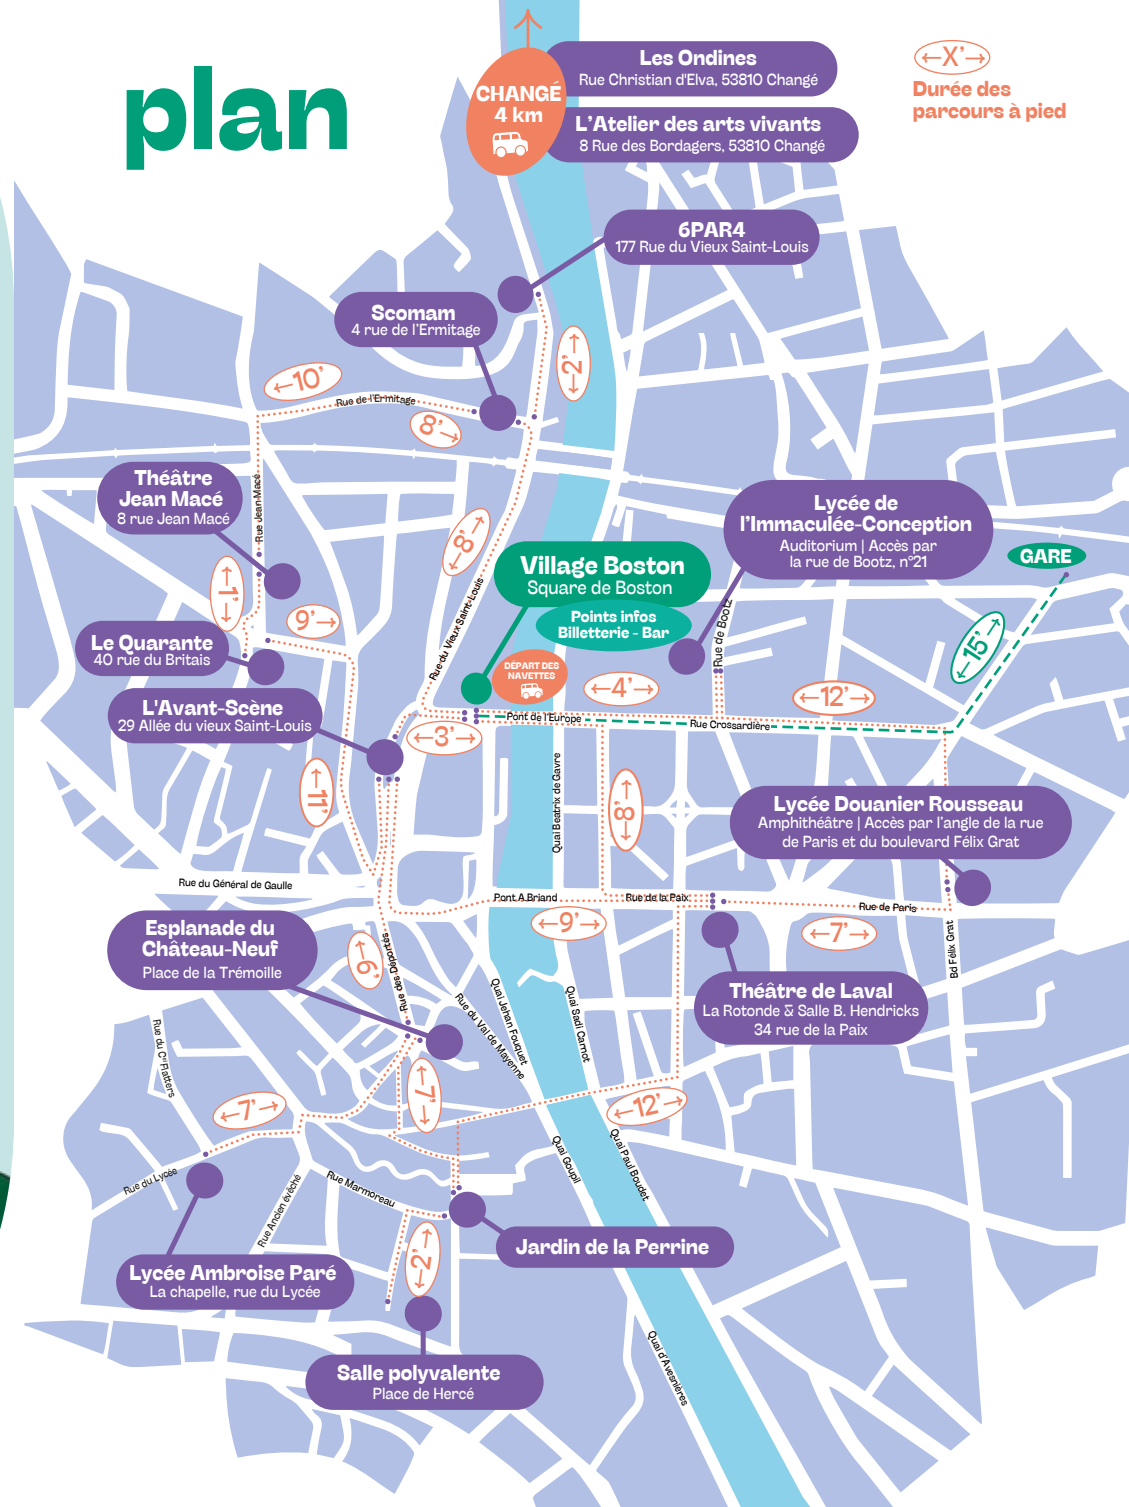 plan
CHANGÉ
4 km
Les Ondines
Rue Christian d'Elva, 53810 Changé
L'Atelier des arts vivants
8 Rue des Bordagers, 53810 Changé
←X'→
Durée des
parcours à pied
6PAR4
177 Rue du Vieux Saint-Louis
Scomam
4 rue de l'Ermitage
←2'→
←10'
Rue de l'Ermitage
8'→
Théâtre
Jean Macé
8 rue Jean Macé
Rue Jean Macé
←8'→
Lycée de
l'Immaculée-Conception
Auditorium | Accès par
la rue de Bootz, n°21
GARE
Village Boston
Square de Boston
Points infos
Billetterie - Bar
←1'→
9'→
Rue du Vieux Saint-Louis
Rue de Bootz
←15'→
Le Quarante
40 rue du Britais
DÉPART DES
NAVETTES
←4'→
←12'→
L'Avant-Scène
29 Allée du vieux Saint-Louis
Pont de l'Europe
Rue Crossardière
←3'→
11'→
Quai Beatrix de Gavre
←8'→
Lycée Douanier Rousseau
Amphithéâtre | Accès par l'angle de la rue
de Paris et du boulevard Félix Grat
Rue du Général de Gaulle
Pont A.Briand
Rue de la Paix
Rue de Paris
←9'→
←7'→
Bd Félix Grat
Esplanade du
Château-Neuf
Place de la Trémoille
←6'
Rue des Déportés
Théâtre de Laval
La Rotonde & Salle B. Hendricks
34 rue de la Paix
Quai Jehan Fouquet
Rue du Val de Mayenne
Quai Sadi Carnot
Rue du Cel Flatters
←7'→
←7'→
←12'→
Quai Goupil
Quai Paul Boudet
Rue du Lycée
Rue Ancien évêché
Rue Marmoreau
←2'→
Jardin de la Perrine
Lycée Ambroise Paré
La chapelle, rue du Lycée
Quai d'Avesnières
Salle polyvalente
Place de Hercé